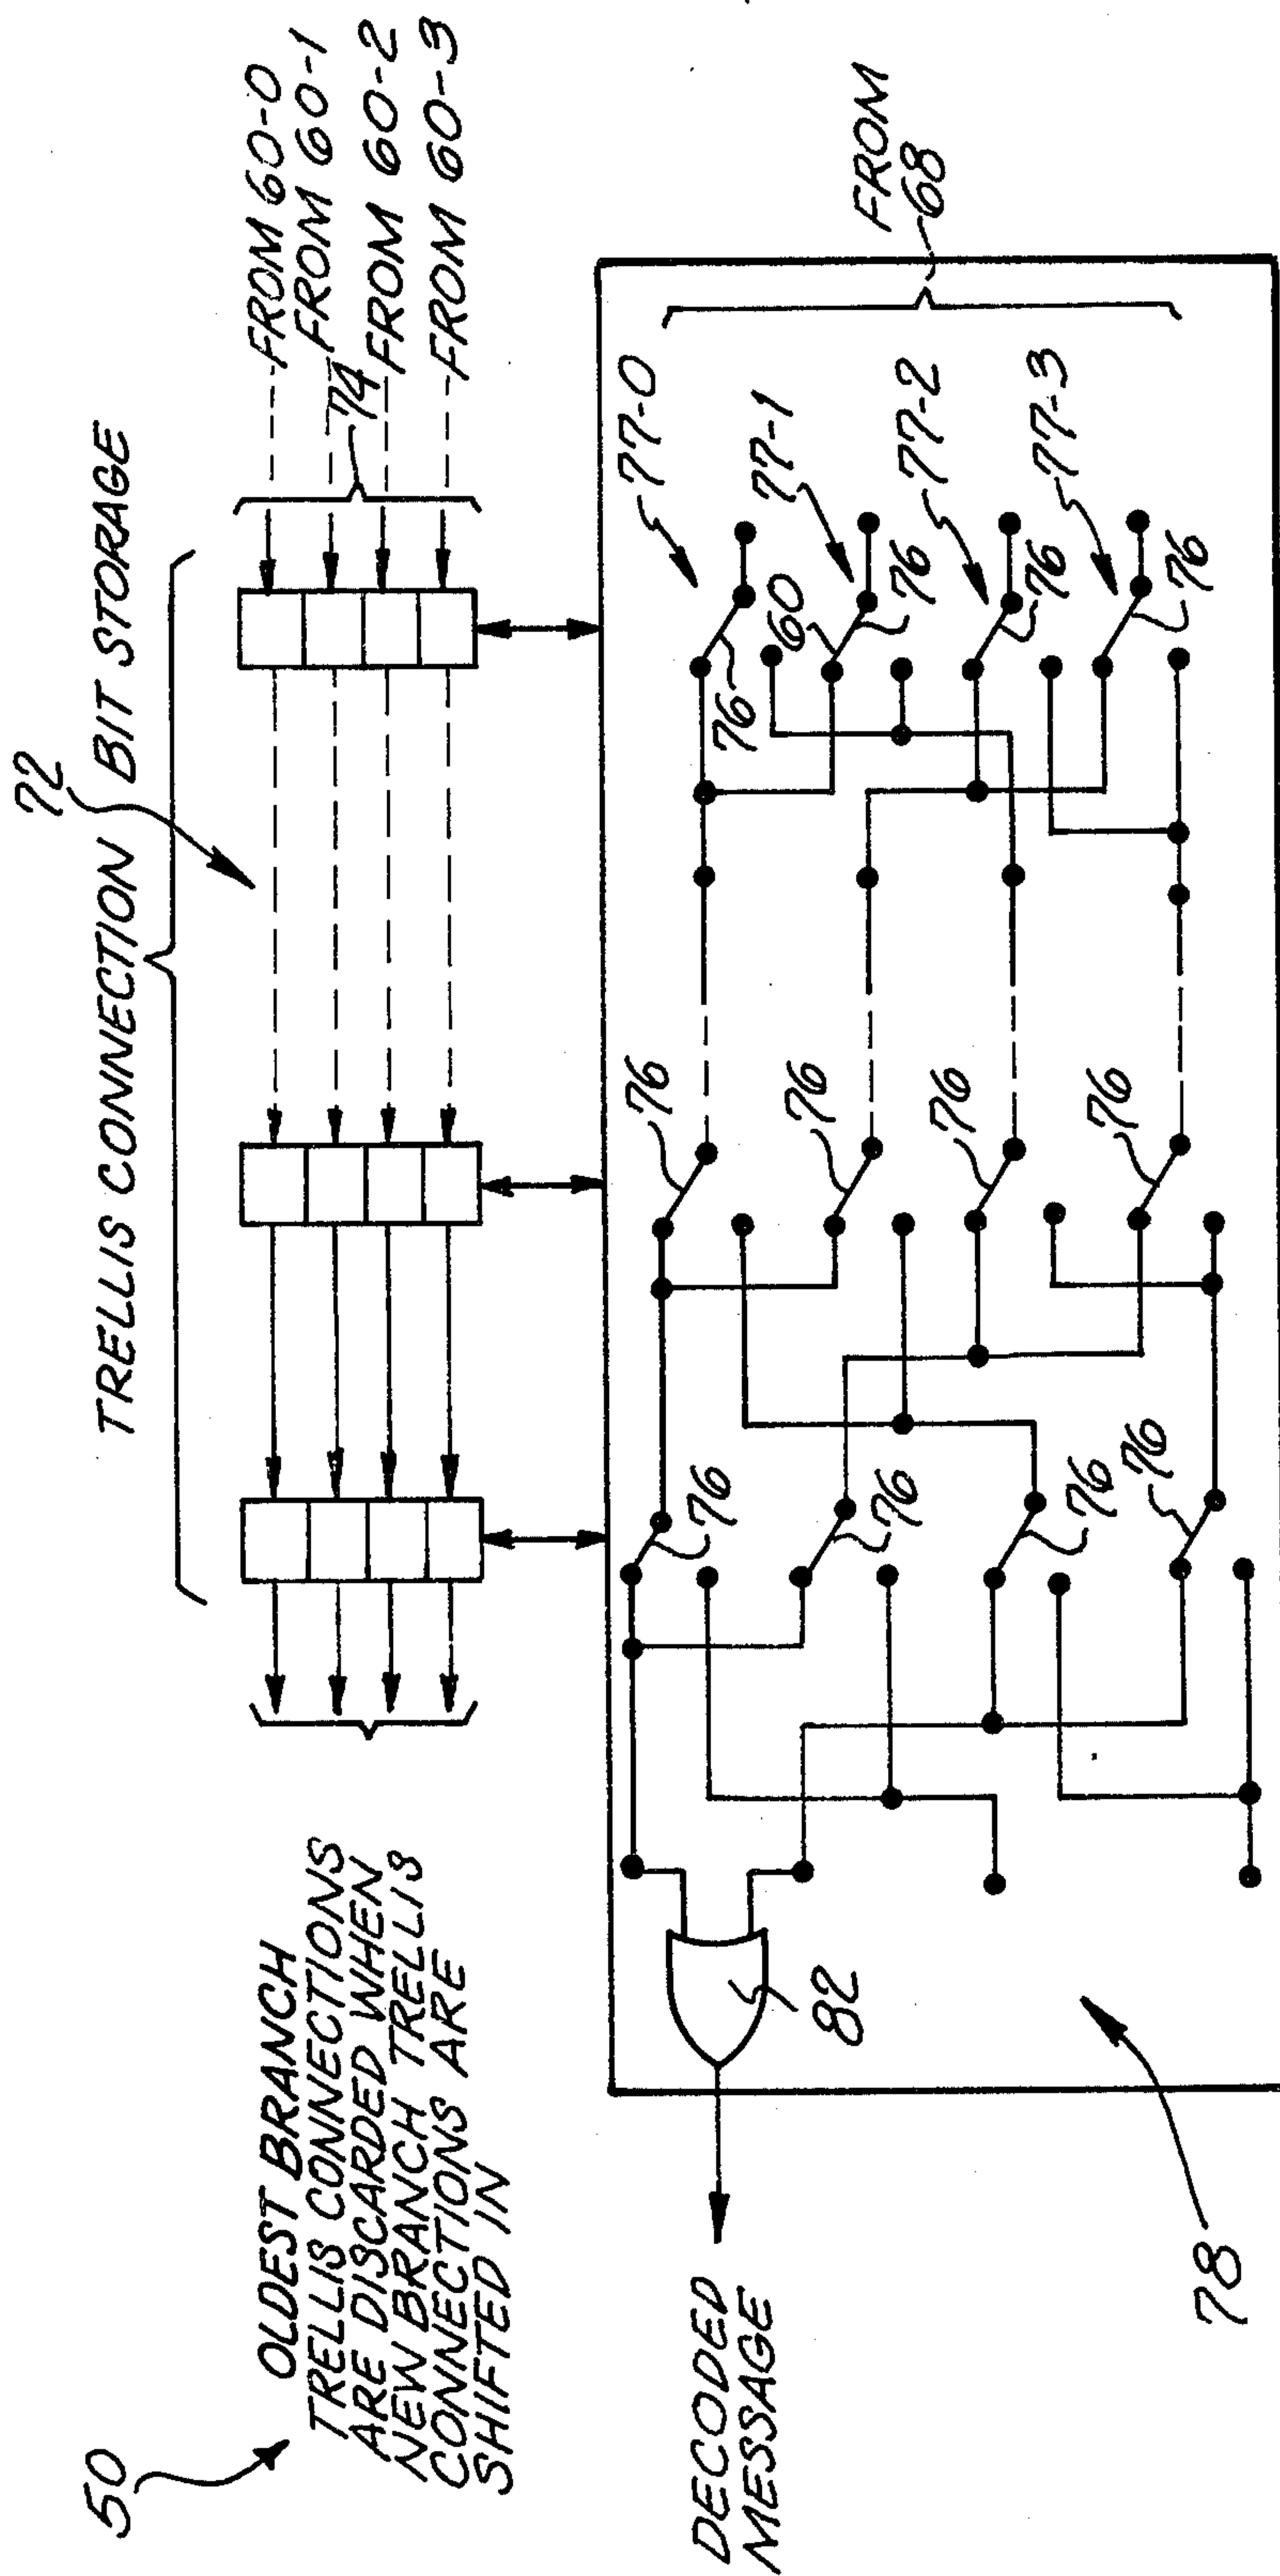 50
OLDEST BRANCH
TRELLIS CONNECTIONS
ARE DISCARDED WHEN
NEW BRANCH TRELLIS
CONNECTIONS ARE
SHIFTED IN
72
TRELLIS CONNECTION BIT STORAGE
FROM 60-0
FROM 60-1
74
FROM 60-2
FROM 60-3
DECODED
MESSAGE
82
78
76
76
76
76
76
76
76
76
76
60
76
76
76
77-0
77-1
77-2
77-3
FROM
68